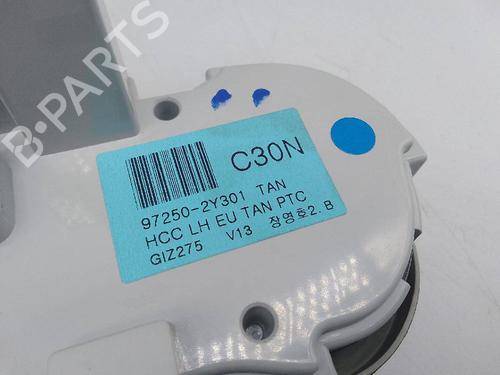 B-PARTS
C30N
97250-2Y301 TAN
HCC LH EU TAN PTC
GIZ275 V13 장영호2. B